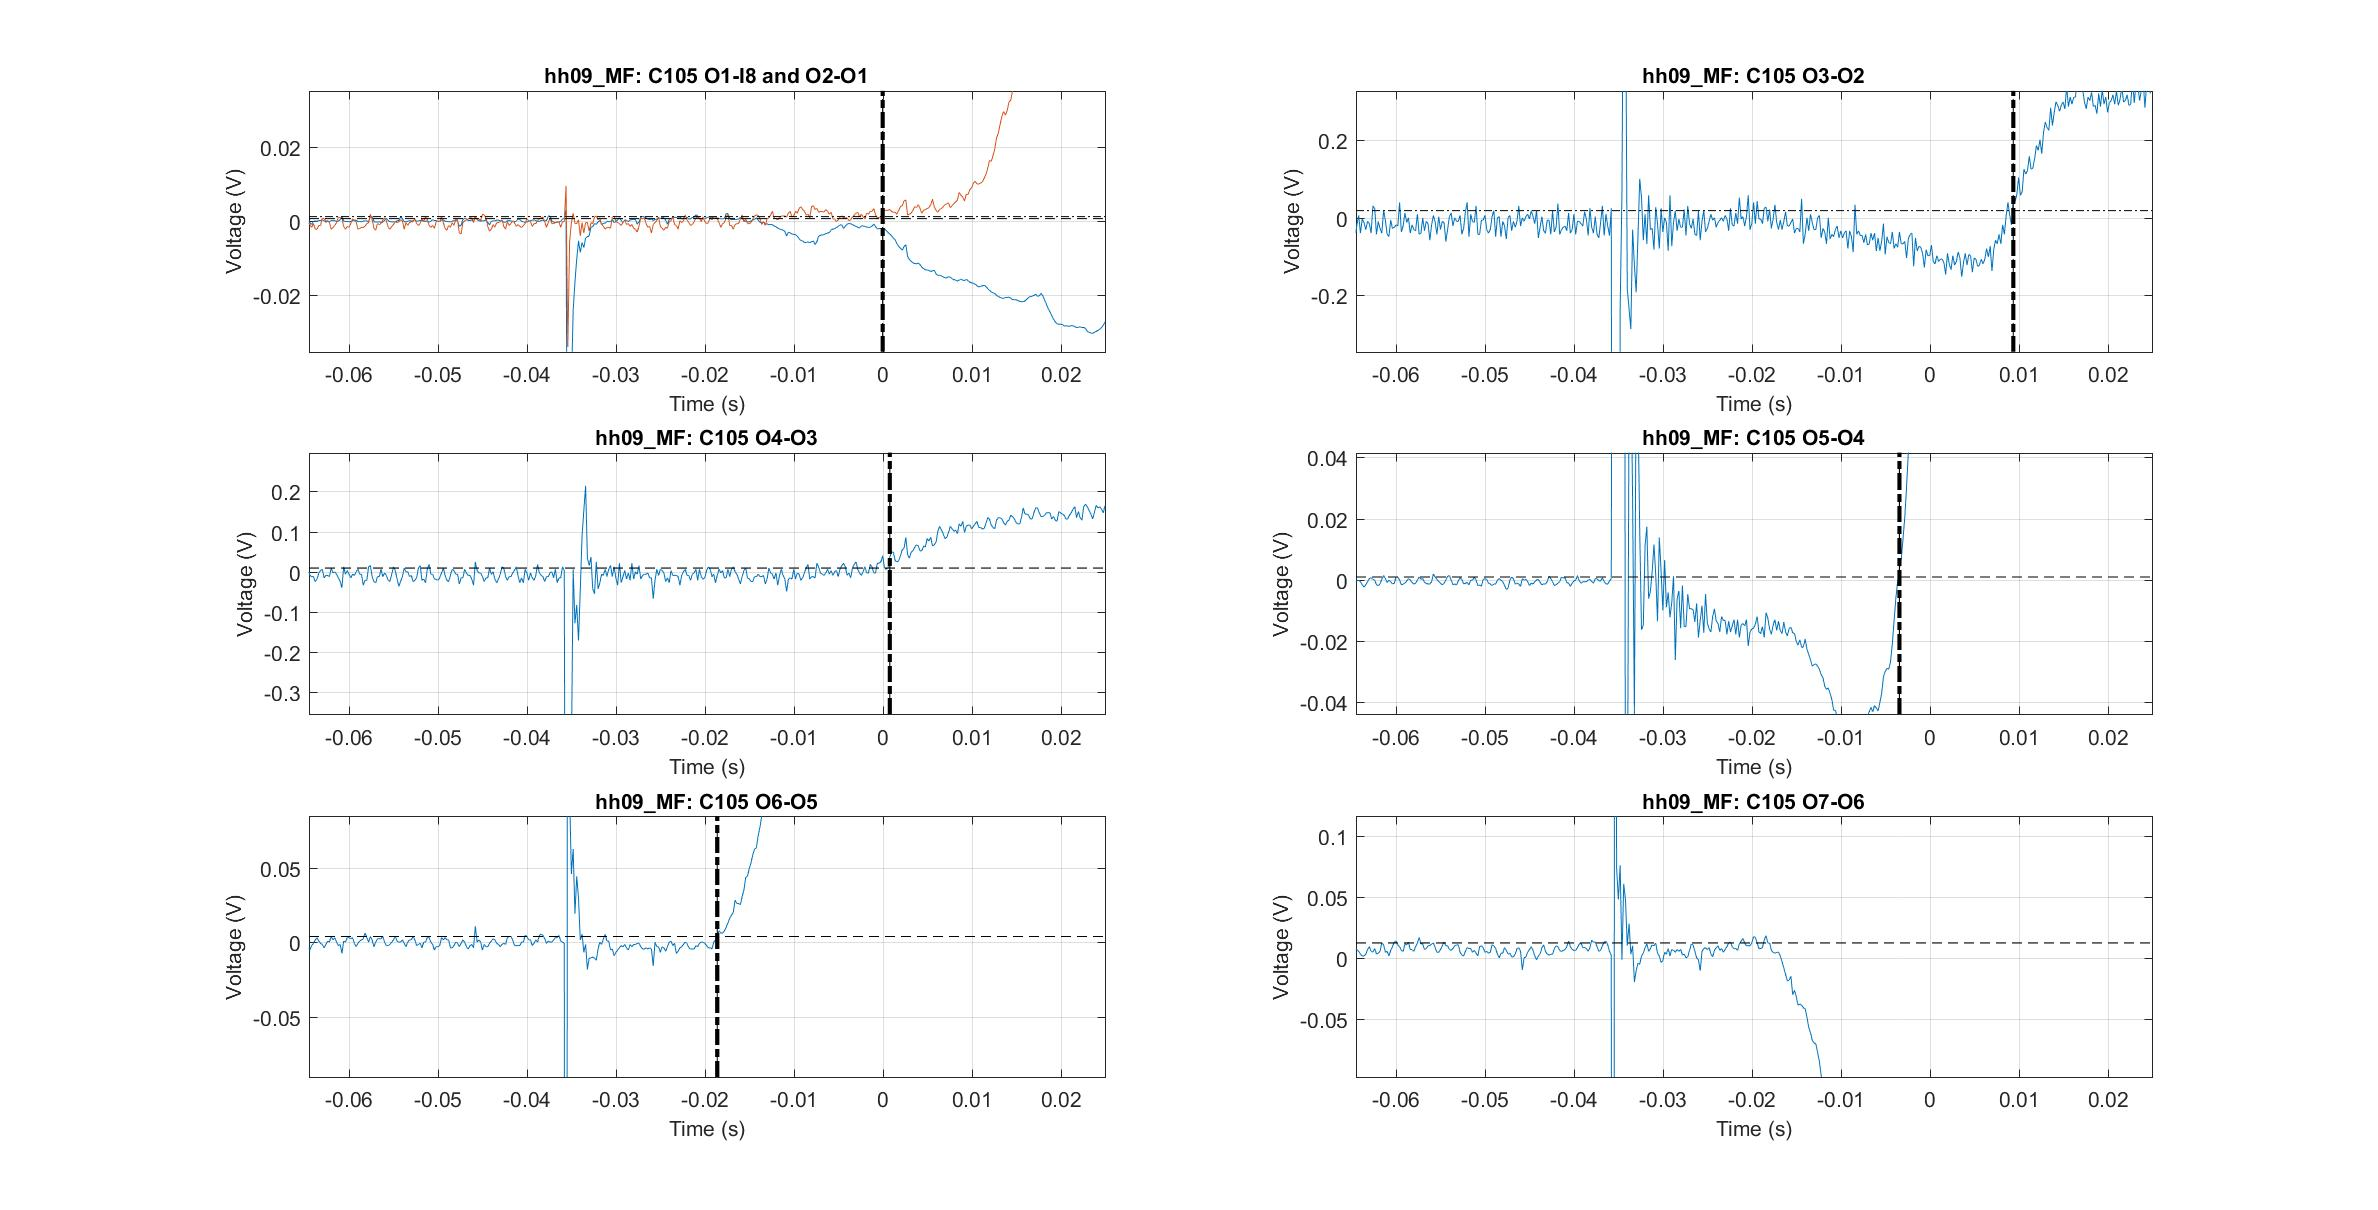 hh09_MF: C105 O1-I8 and O2-O1
Voltage (V)
0.02
0
-0.02
-0.06 -0.05 -0.04 -0.03 -0.02 -0.01 0 0.01 0.02
Time (s)
hh09_MF: C105 O3-O2
Voltage (V)
0.2
0
-0.2
-0.06 -0.05 -0.04 -0.03 -0.02 -0.01 0 0.01 0.02
Time (s)
hh09_MF: C105 O4-O3
Voltage (V)
0.2
0.1
0
-0.1
-0.2
-0.3
-0.06 -0.05 -0.04 -0.03 -0.02 -0.01 0 0.01 0.02
Time (s)
hh09_MF: C105 O5-O4
Voltage (V)
0.04
0.02
0
-0.02
-0.04
-0.06 -0.05 -0.04 -0.03 -0.02 -0.01 0 0.01 0.02
Time (s)
hh09_MF: C105 O6-O5
Voltage (V)
0.05
0
-0.05
-0.06 -0.05 -0.04 -0.03 -0.02 -0.01 0 0.01 0.02
Time (s)
hh09_MF: C105 O7-O6
Voltage (V)
0.1
0.05
0
-0.05
-0.06 -0.05 -0.04 -0.03 -0.02 -0.01 0 0.01 0.02
Time (s)